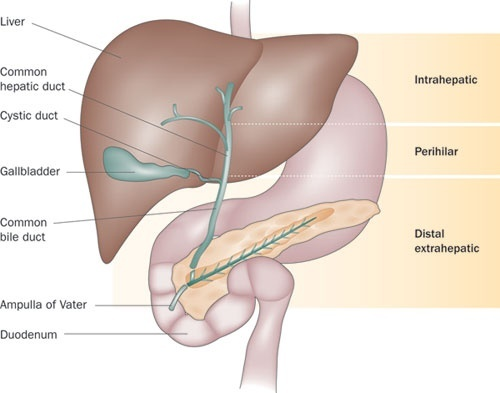 Liver
Common
hepatic duct
Cystic duct
Gallbladder
Common
bile duct
Ampulla of Vater
Duodenum
Intrahepatic
Perihilar
Distal
extrahepatic